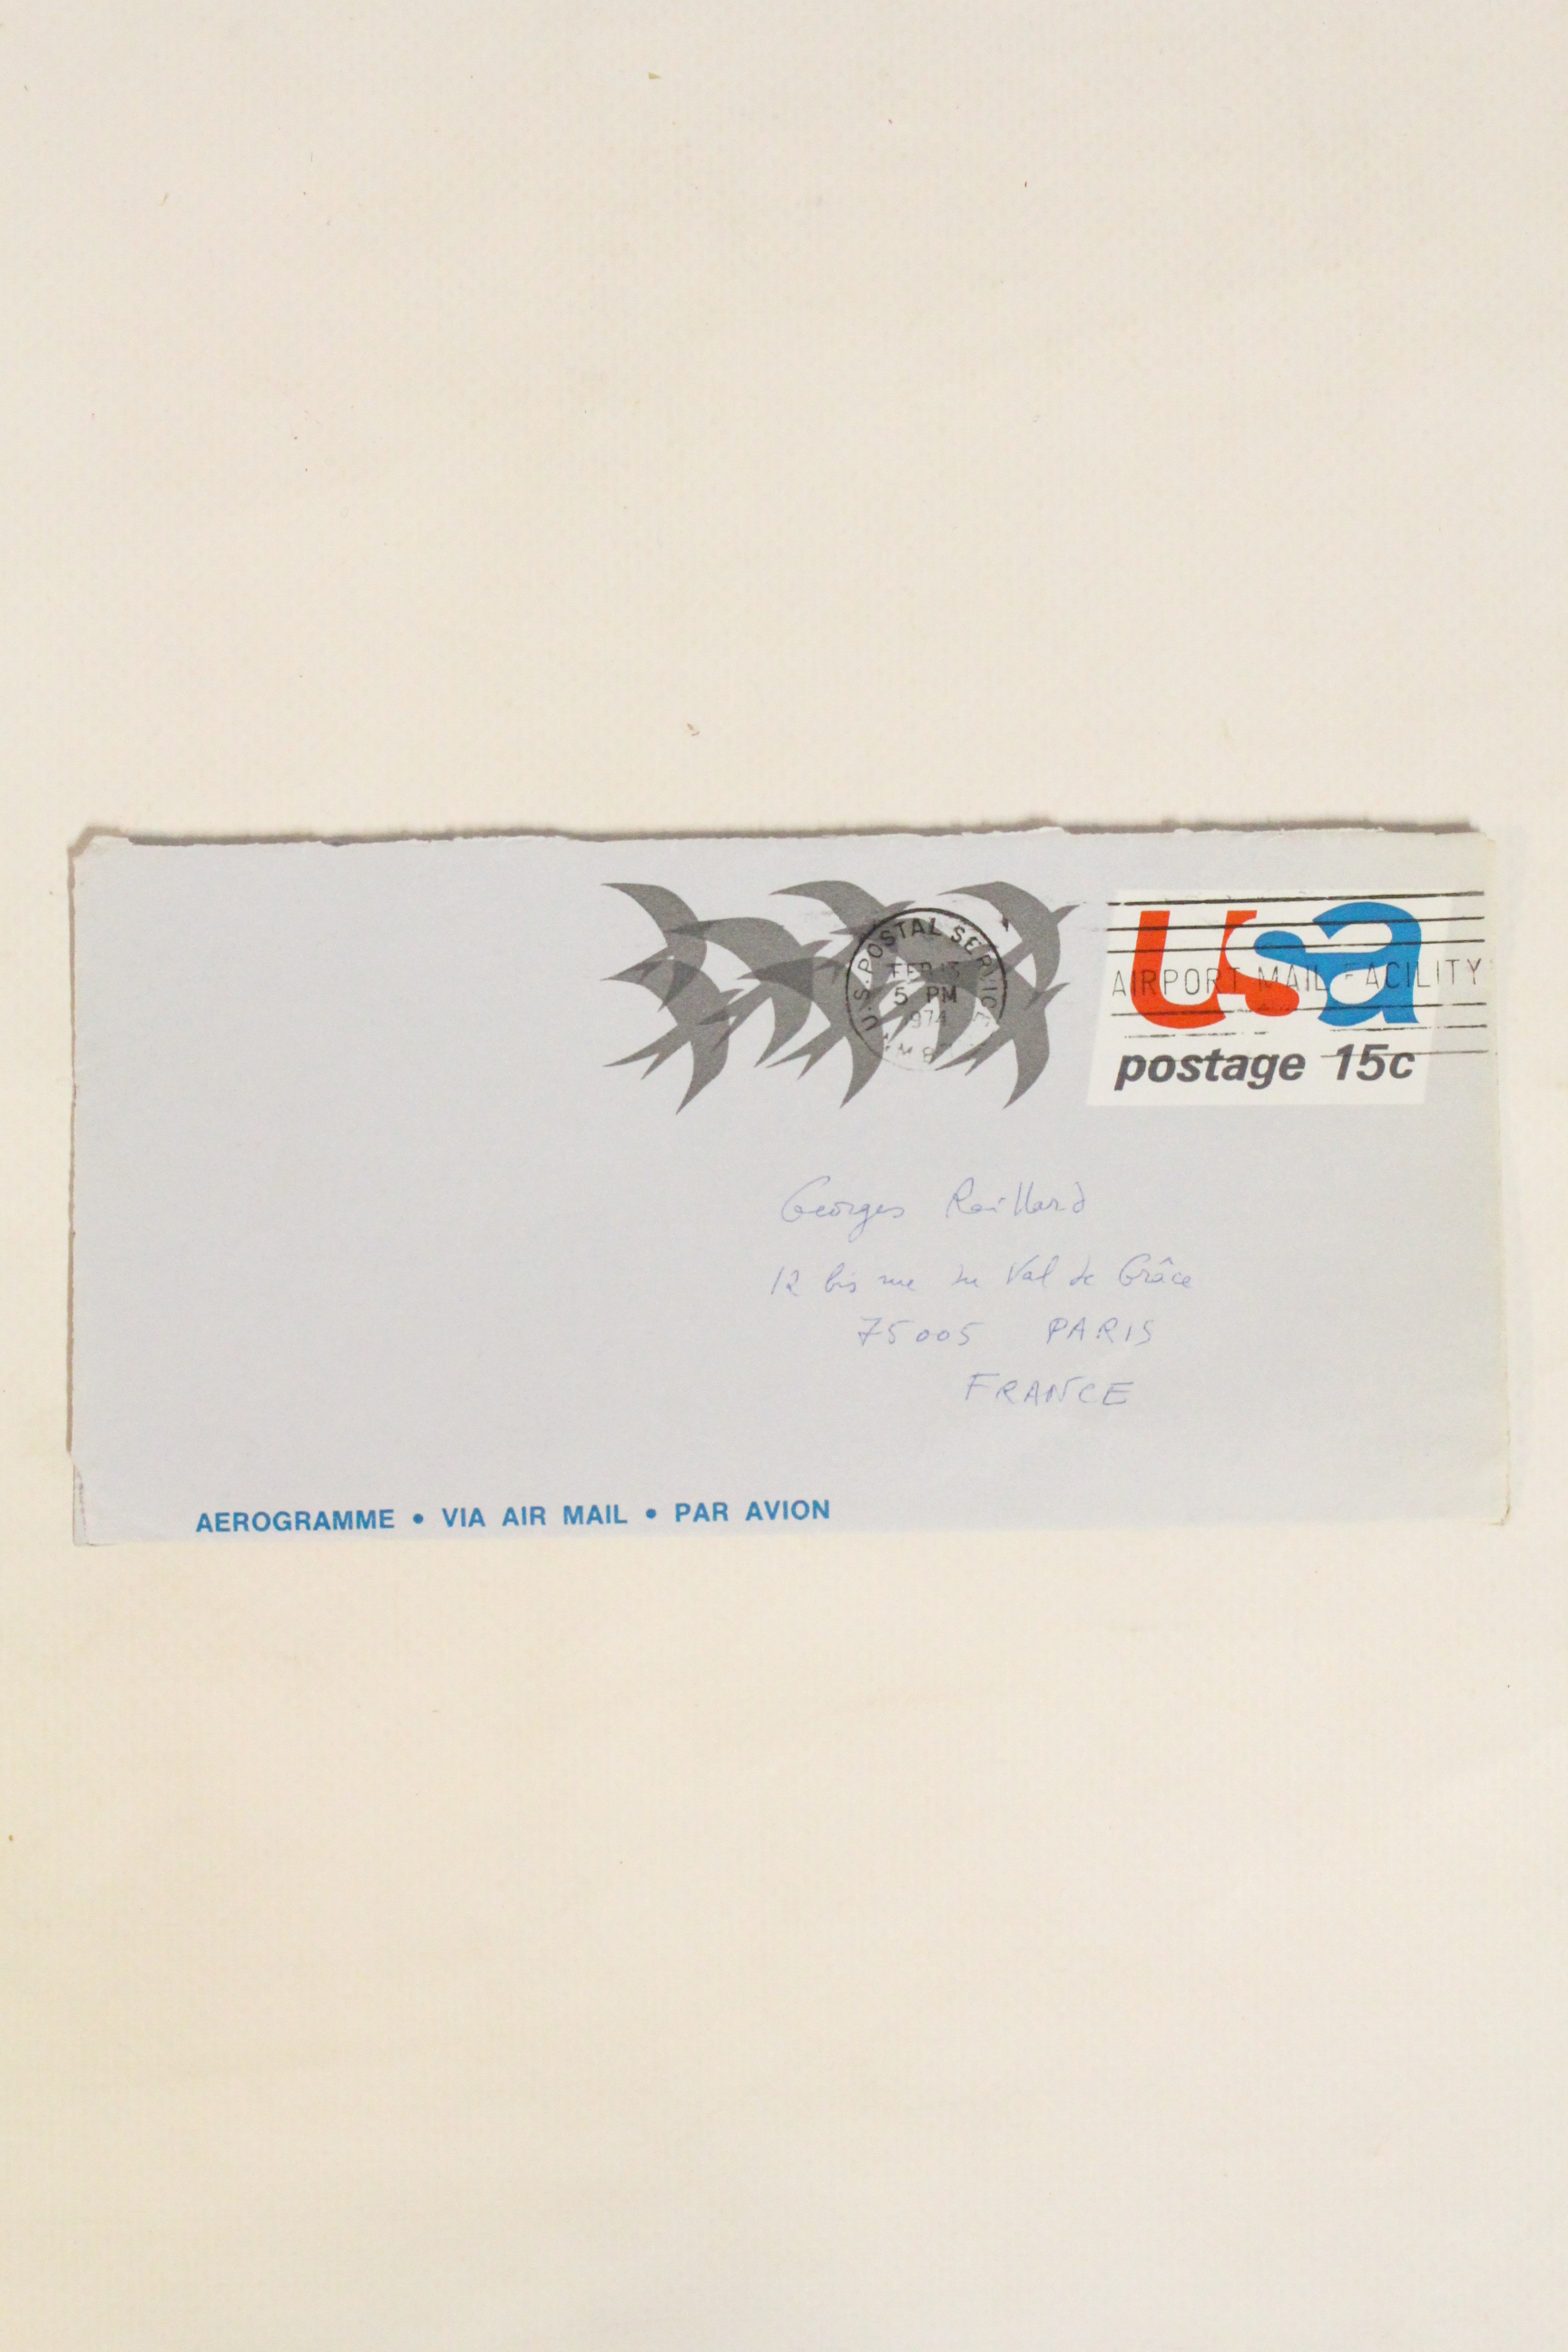 U.S. POSTAL SERVICE
FEB 13
5 PM
1974
AIRPORT MAIL FACILITY
usa
postage 15c
Georges Raillard
12 bis rue du Val de Grâce
75005 PARIS
FRANCE
AEROGRAMME • VIA AIR MAIL • PAR AVION